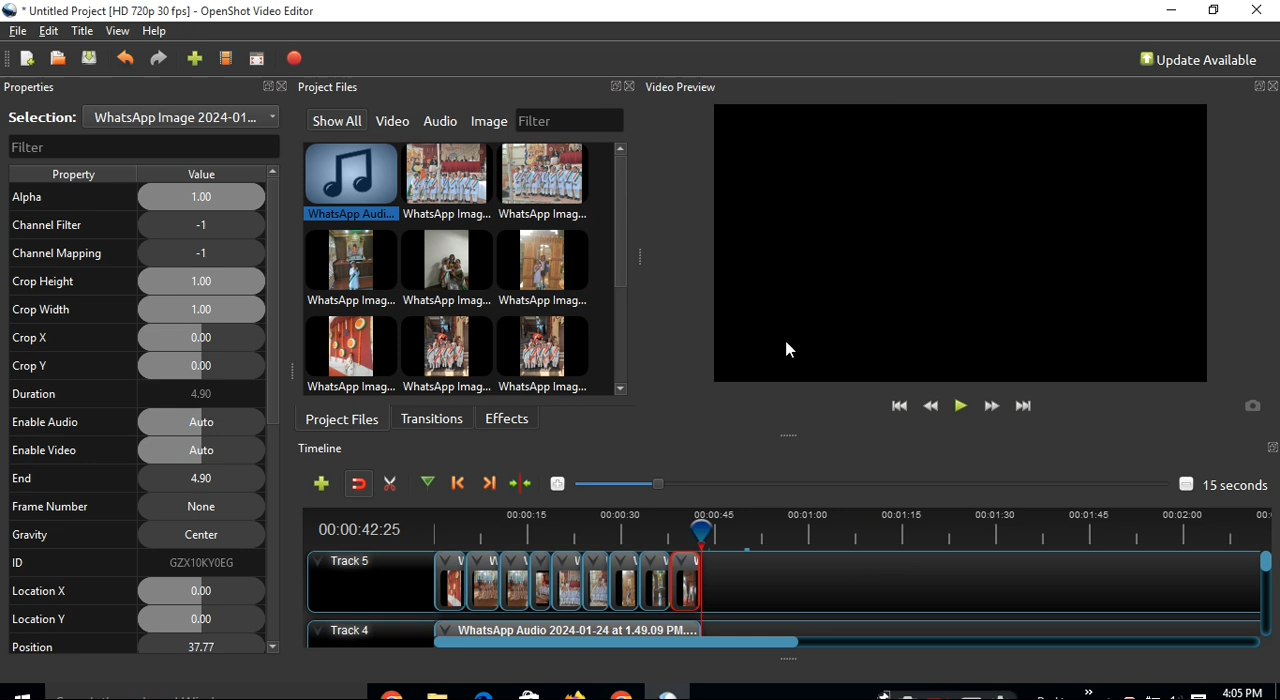 * Untitled Project [HD 720p 30 fps] - OpenShot Video Editor
File Edit Title View Help
Update Available
Properties
Project Files
Video Preview
Selection: WhatsApp Image 2024-01...
Filter
Show All Video Audio Image Filter
Property Value
Alpha 1.00
Channel Filter -1
Channel Mapping -1
Crop Height 1.00
Crop Width 1.00
Crop X 0.00
Crop Y 0.00
Duration 4.90
Enable Audio Auto
Enable Video Auto
End 4.90
Frame Number None
Gravity Center
ID GZX10KY0EG
Location X 0.00
Location Y 0.00
Position 37.77
WhatsApp Audi... WhatsApp Imag... WhatsApp Imag...
WhatsApp Imag... WhatsApp Imag... WhatsApp Imag...
WhatsApp Imag... WhatsApp Imag... WhatsApp Imag...
Project Files Transitions Effects
Timeline
15 seconds
00:00:42:25
00:00:15 00:00:30 00:00:45 00:01:00 00:01:15 00:01:30 00:01:45 00:02:00 00:
Track 5
Track 4 WhatsApp Audio 2024-01-24 at 1.49.09 PM....
4:05 PM